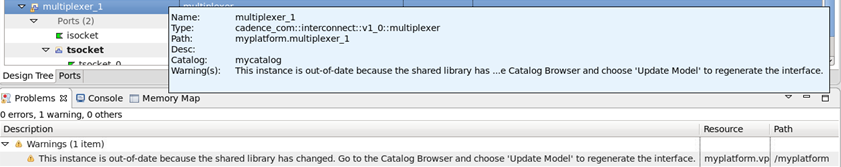 multiplexer_1
multiplexer
Ports (2)
isocket
tsocket
tsocket_0
Name: multiplexer_1
Type: cadence_com::interconnect::v1_0::multiplexer
Path: myplatform.multiplexer_1
Desc:
Catalog: mycatalog
Warning(s): This instance is out-of-date because the shared library has ...e Catalog Browser and choose 'Update Model' to regenerate the interface.
Design Tree Ports
Problems Console Memory Map
0 errors, 1 warning, 0 others
Description Resource Path
Warnings (1 item)
This instance is out-of-date because the shared library has changed. Go to the Catalog Browser and choose 'Update Model' to regenerate the interface. myplatform.vp /myplatform